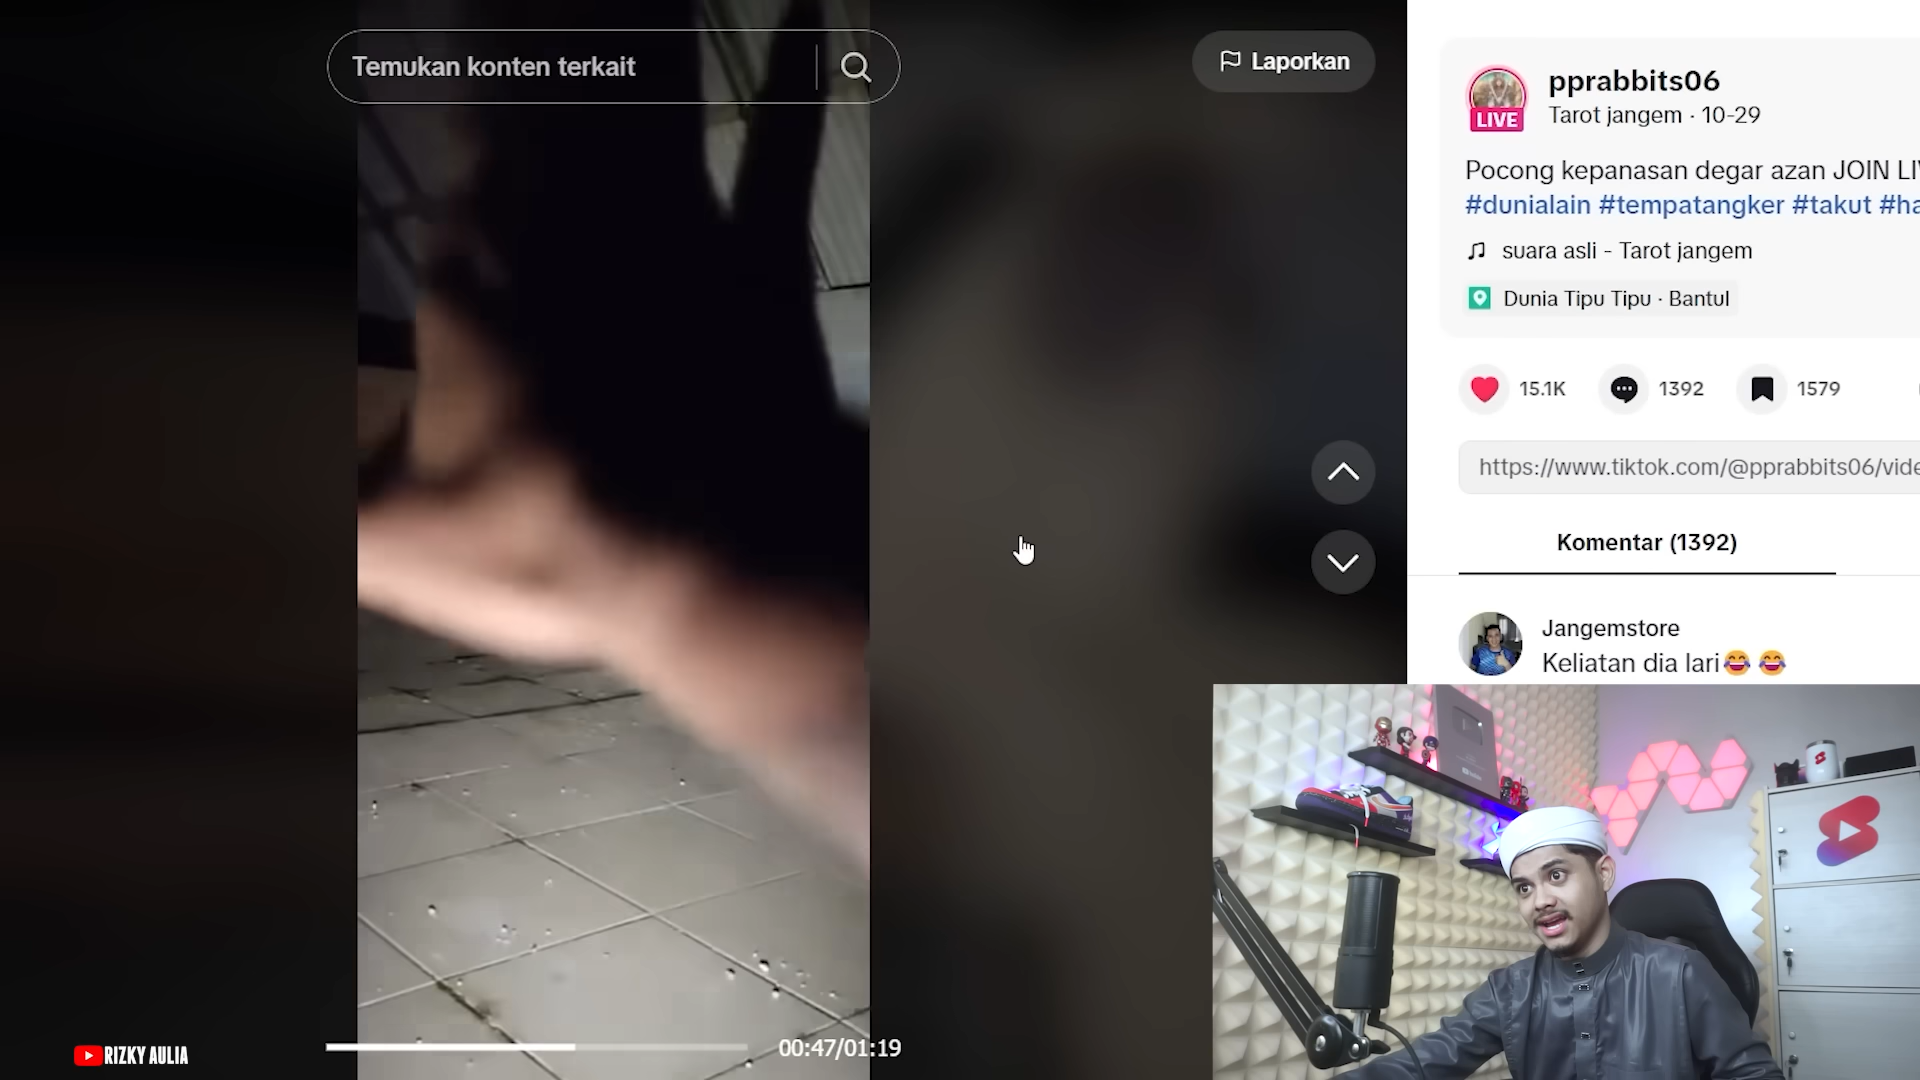 Temukan konten terkait
Laporkan
LIVE
pprabbits06
Tarot jangem · 10-29
Pocong kepanasan degar azan JOIN LI
#dunialain #tempatangker #takut #ha
suara asli - Tarot jangem
Dunia Tipu Tipu · Bantul
15.1K
1392
1579
https://www.tiktok.com/@pprabbits06/vide
Komentar (1392)
Jangemstore
Keliatan dia lari😂 😂
00:47/01:19
RIZKY AULIA